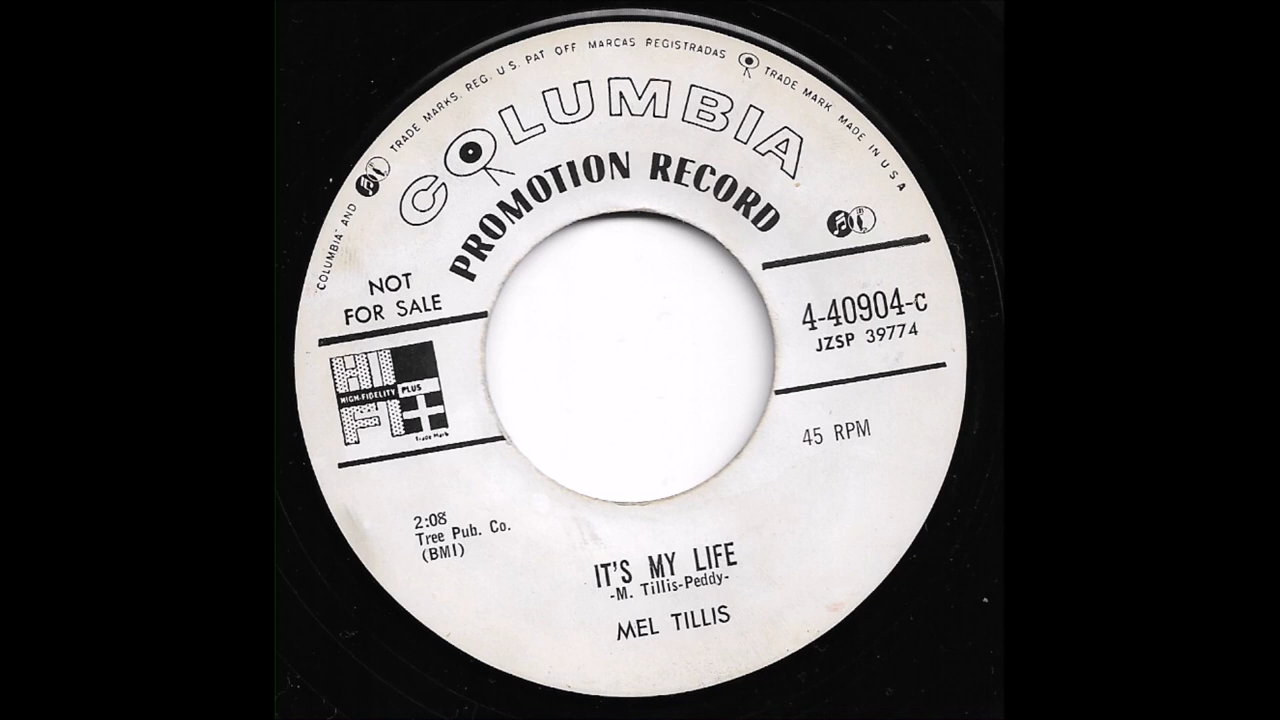 "COLUMBIA" AND TRADE MARKS, REG. U.S. PAT OFF MARCAS REGISTRADAS TRADE MARK MADE IN U S A
COLUMBIA
PROMOTION RECORD
NOT
FOR SALE
4-40904-c
JZSP 39774
HI
HIGH-FIDELITY PLUS
FI +
Trade Mark
45 RPM
2:08
Tree Pub. Co.
(BMI)
IT'S MY LIFE
-M. Tillis-Peddy-
MEL TILLIS